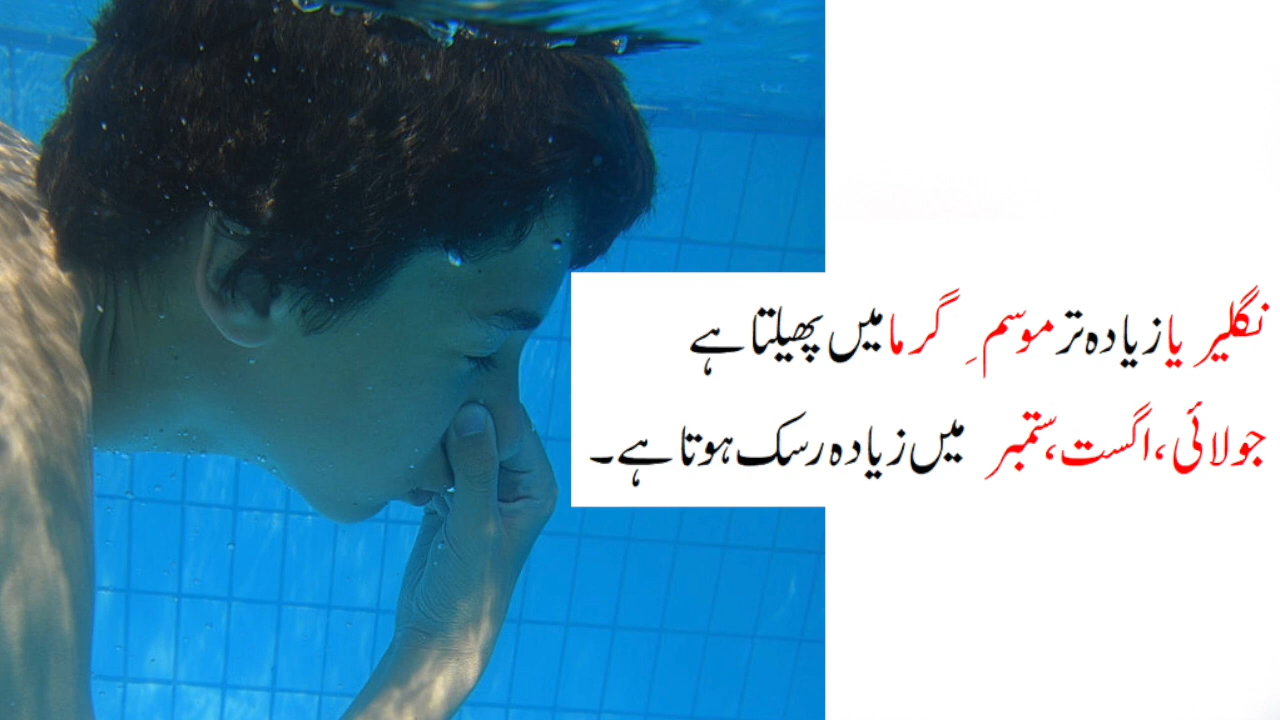 نگلیر یا زیادہ تر موسمِ گرما میں پھیلتا ہے
جولائی، اگست، ستمبر میں زیادہ رسک ہوتا ہے۔